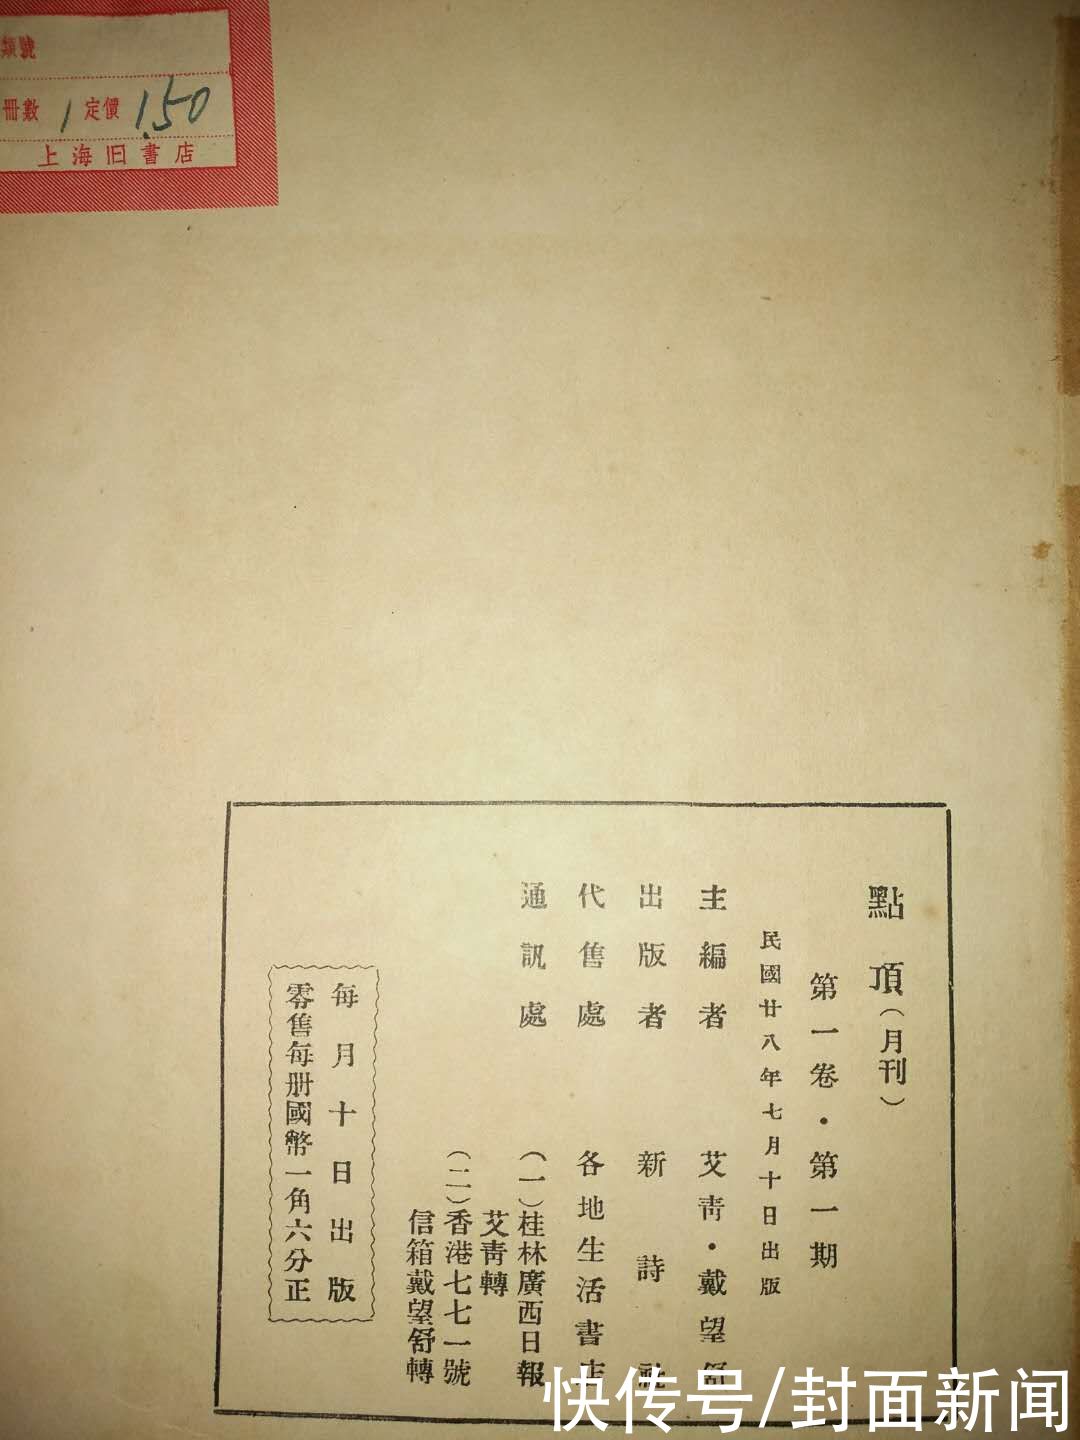 類號
冊數 1 定價 1.50
上海旧書店
點頂（月刊）
第一卷・第一期
民國廿八年七月十日出版
主編者 艾青・戴望舒
出版者 新詩社
代售處 各地生活書店
通訊處 （一）桂林廣西日報
艾青轉
（二）香港七七一號
信箱戴望舒轉
每月十日出版
零售每册國幣一角六分正
快传号/封面新闻